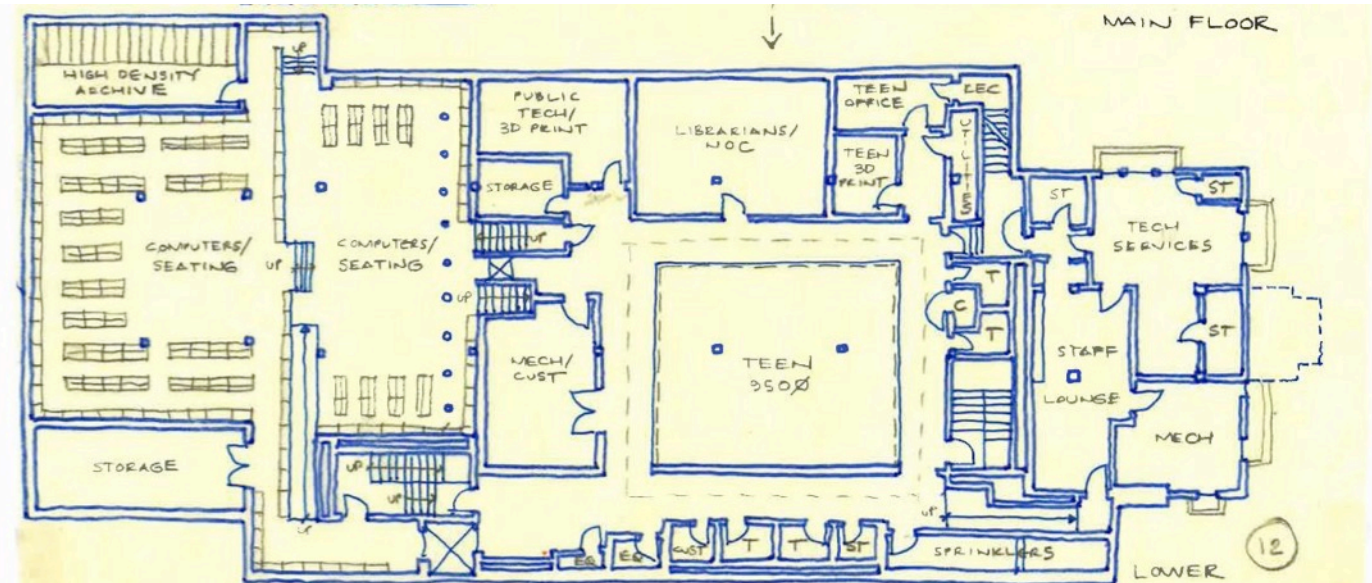 MAIN FLOOR
HIGH DENSITY
ARCHIVE
UP
PUBLIC
TECH/
3D PRINT
LIBRARIANS/
NOC
TEEN
OFFICE
UTILITIES
TEEN
3D
PRINT
STORAGE
ST
ST
TECH
SERVICES
COMPUTERS/
SEATING
UP
COMPUTERS/
SEATING
UP
UP
T
C
T
ST
MECH/
CUST
TEEN
950Ø
STAFF
LOUNGE
MECH
STORAGE
UP
UP
UP
UP
EQ
EQ
CUST
T
T
ST
SPRINKLERS
12
LOWER